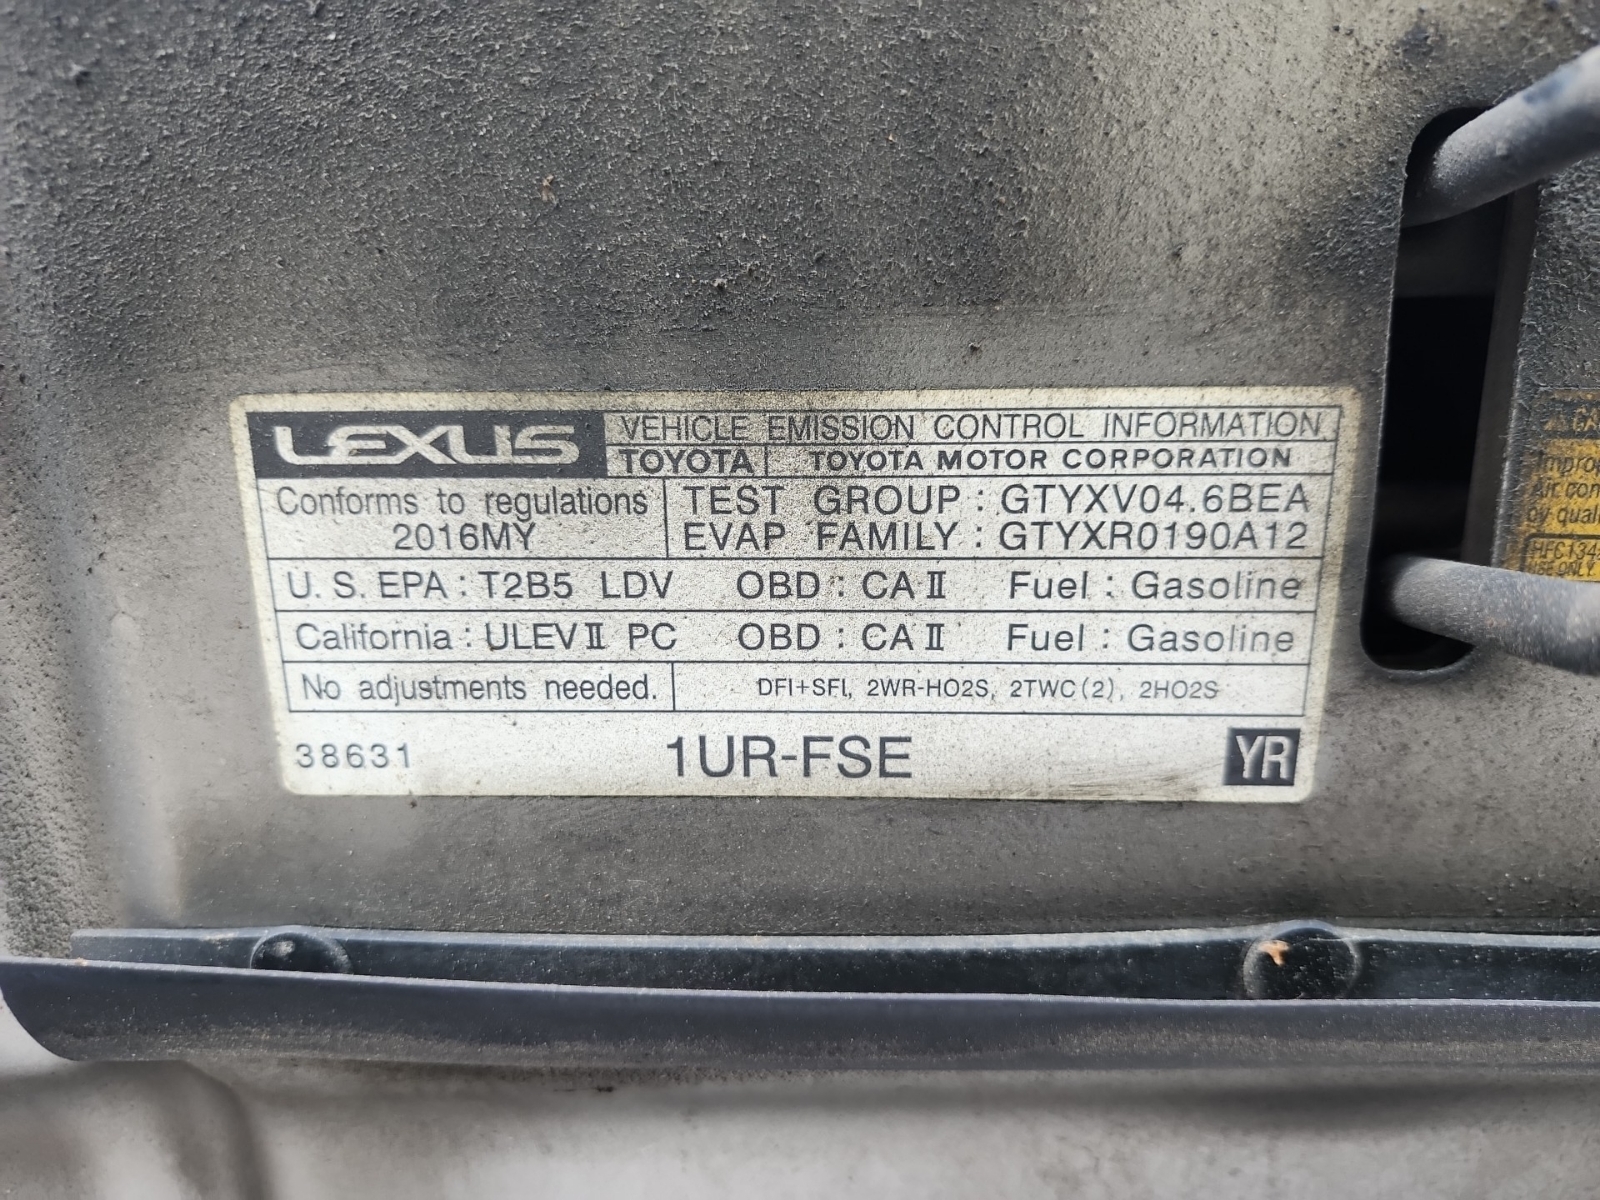 LEXUS
VEHICLE EMISSION CONTROL INFORMATION
TOYOTA TOYOTA MOTOR CORPORATION
Conforms to regulations
2016MY
TEST GROUP : GTYXV04.6BEA
EVAP FAMILY : GTYXR0190A12
U. S. EPA : T2B5 LDV OBD : CA II Fuel : Gasoline
California : ULEV II PC OBD : CA II Fuel : Gasoline
No adjustments needed. DFI+SFI, 2WR-HO2S, 2TWC(2), 2HO2S
38631 1UR-FSE YR
Air con